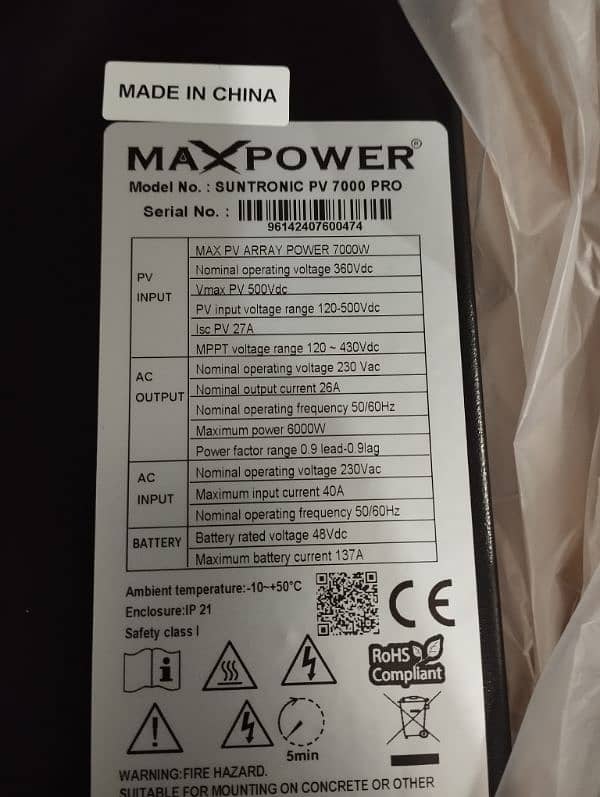 MADE IN CHINA
MAXPOWER®
Model No. : SUNTRONIC PV 7000 PRO
Serial No. :
96142407600474
PV INPUT
MAX PV ARRAY POWER 7000W
Nominal operating voltage 360Vdc
Vmax PV 500Vdc
PV input voltage range 120-500Vdc
Isc PV 27A
MPPT voltage range 120 ~ 430Vdc
AC OUTPUT
Nominal operating voltage 230 Vac
Nominal output current 26A
Nominal operating frequency 50/60Hz
Maximum power 6000W
Power factor range 0.9 lead-0.9lag
AC INPUT
Nominal operating voltage 230Vac
Maximum input current 40A
Nominal operating frequency 50/60Hz
BATTERY
Battery rated voltage 48Vdc
Maximum battery current 137A
Ambient temperature:-10~+50°C
Enclosure:IP 21
Safety class I
CE
RoHS
Compliant
i
5min
WARNING:FIRE HAZARD.
SUITABLE FOR MOUNTING ON CONCRETE OR OTHER